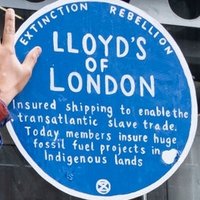 EXTINCTION REBELLION
LLOYD'S
OF
LONDON
Insured shipping to enable the
transatlantic slave trade.
Today members insure huge
fossil fuel projects in
Indigenous lands